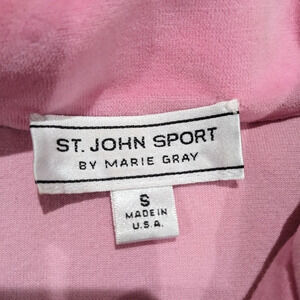 ST. JOHN SPORT
BY MARIE GRAY
S
MADE IN
U.S.A.